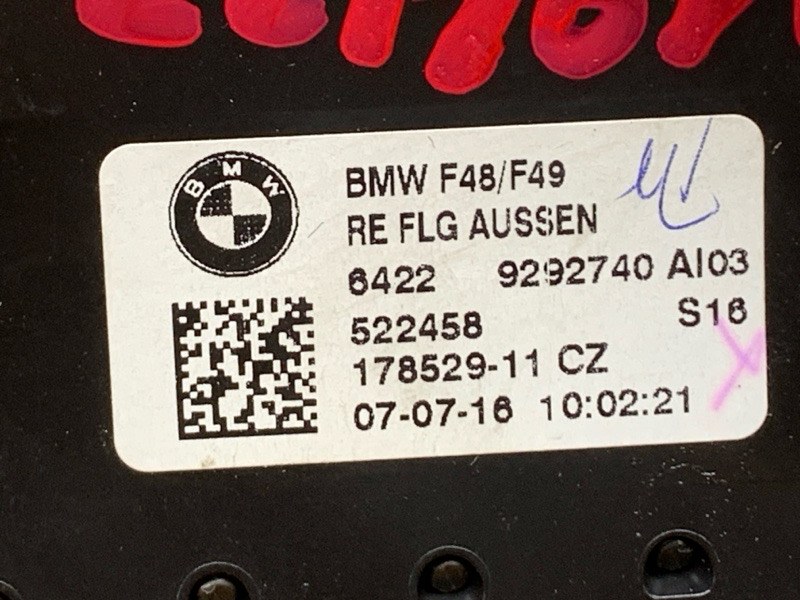 BMW
BMW F48/F49
RE FLG AUSSEN
6422 9292740 AI03
522458 S16
178529-11 CZ
07-07-16 10:02:21